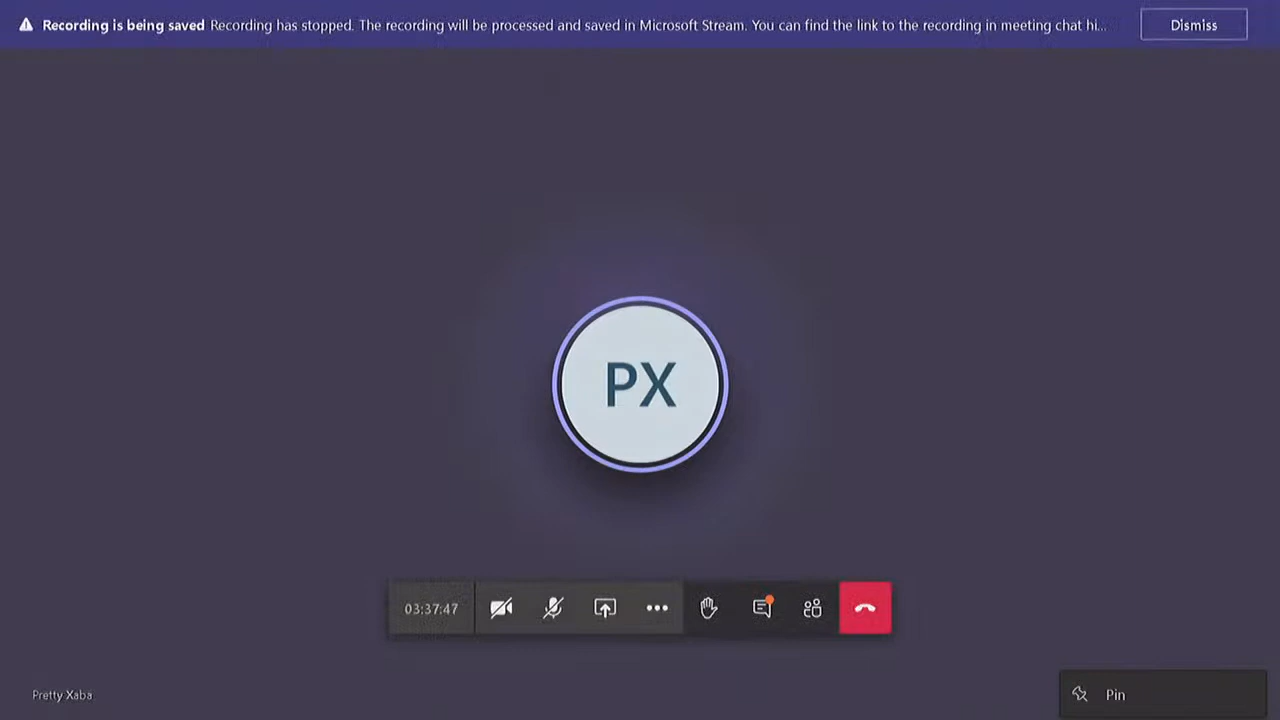 Recording is being saved Recording has stopped. The recording will be processed and saved in Microsoft Stream. You can find the link to the recording in meeting chat hi...
Dismiss
PX
03:37:47
Pretty Xaba
Pin